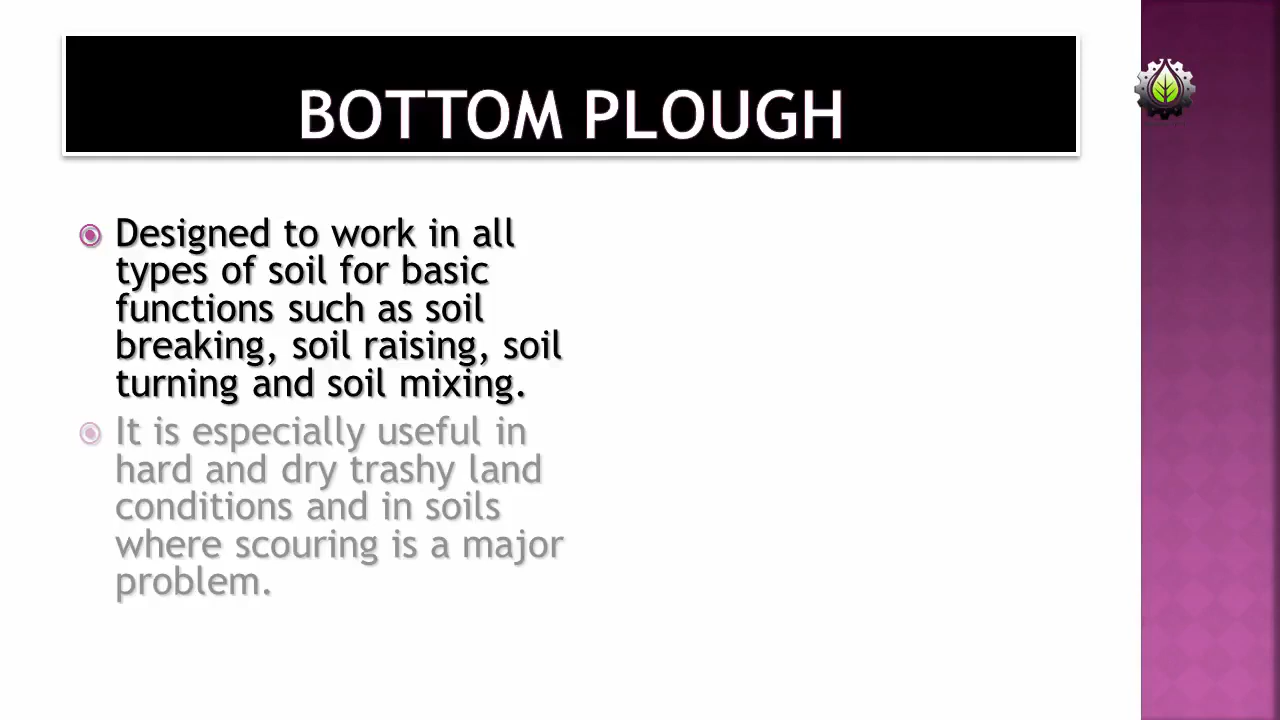 BOTTOM PLOUGH
Designed to work in all
types of soil for basic
functions such as soil
breaking, soil raising, soil
turning and soil mixing.
It is especially useful in
hard and dry trashy land
conditions and in soils
where scouring is a major
problem.